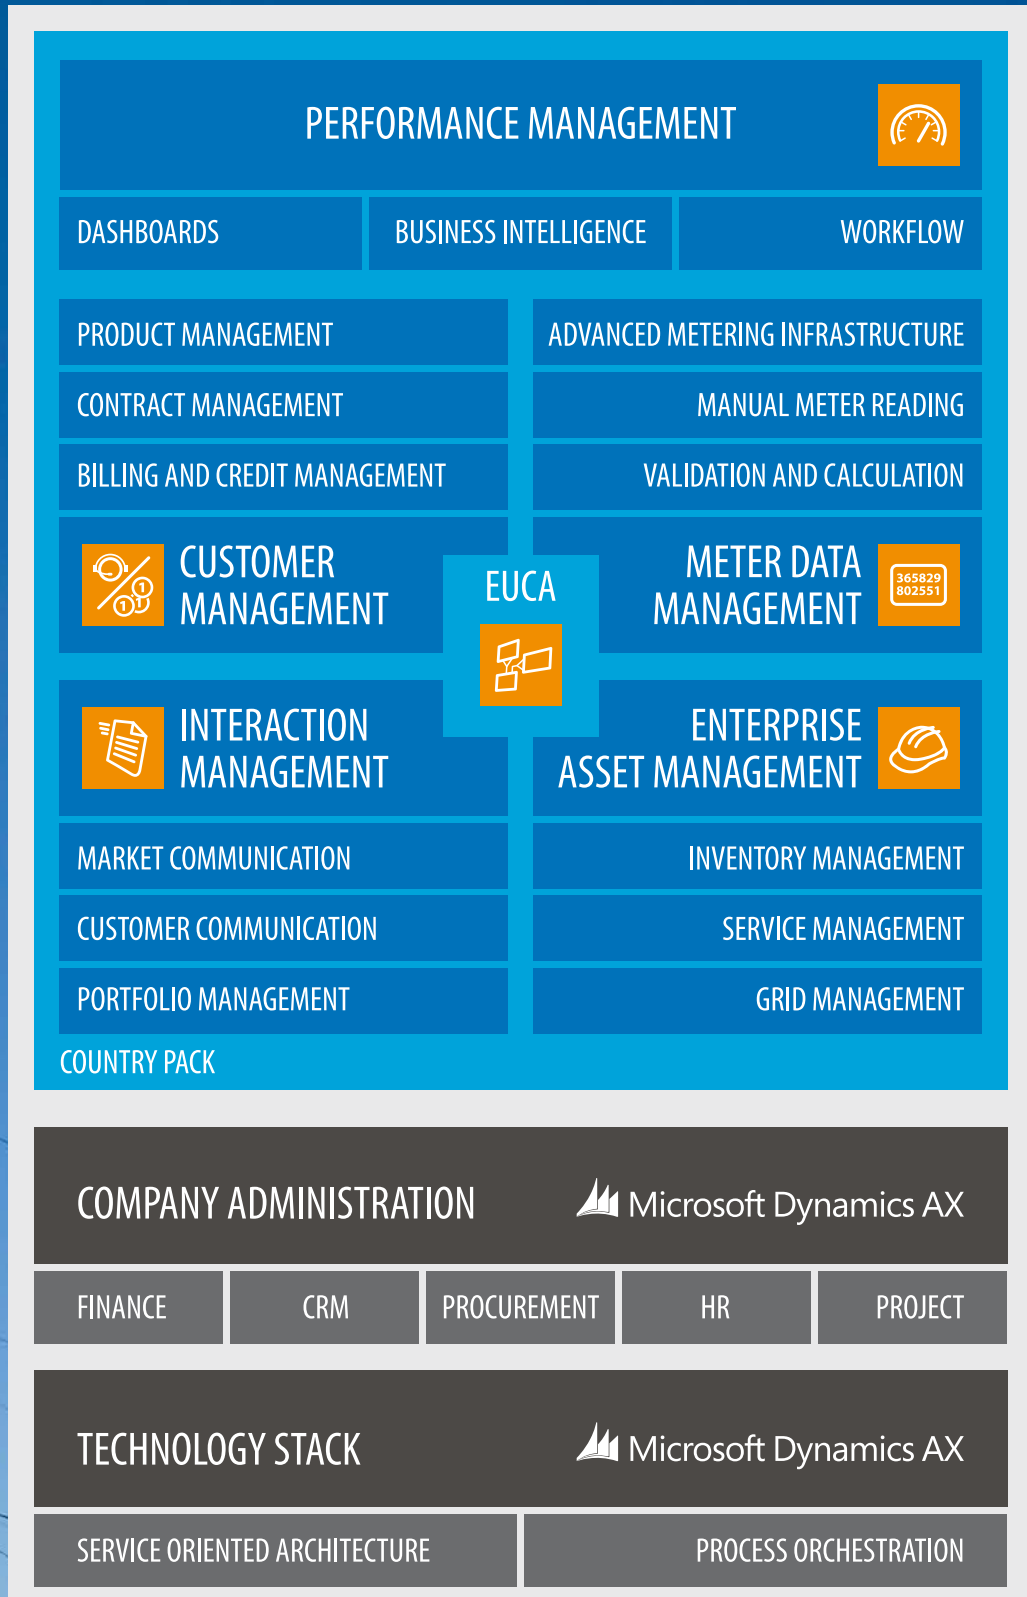 PERFORMANCE MANAGEMENT
DASHBOARDS
BUSINESS INTELLIGENCE
WORKFLOW
PRODUCT MANAGEMENT
CONTRACT MANAGEMENT
BILLING AND CREDIT MANAGEMENT
CUSTOMER
MANAGEMENT
1
1
1
ADVANCED METERING INFRASTRUCTURE
MANUAL METER READING
VALIDATION AND CALCULATION
METER DATA
MANAGEMENT
365829
802551
EUCA
INTERACTION
MANAGEMENT
MARKET COMMUNICATION
CUSTOMER COMMUNICATION
PORTFOLIO MANAGEMENT
ENTERPRISE
ASSET MANAGEMENT
INVENTORY MANAGEMENT
SERVICE MANAGEMENT
GRID MANAGEMENT
COUNTRY PACK
COMPANY ADMINISTRATION
Microsoft Dynamics AX
FINANCE
CRM
PROCUREMENT
HR
PROJECT
TECHNOLOGY STACK
Microsoft Dynamics AX
SERVICE ORIENTED ARCHITECTURE
PROCESS ORCHESTRATION